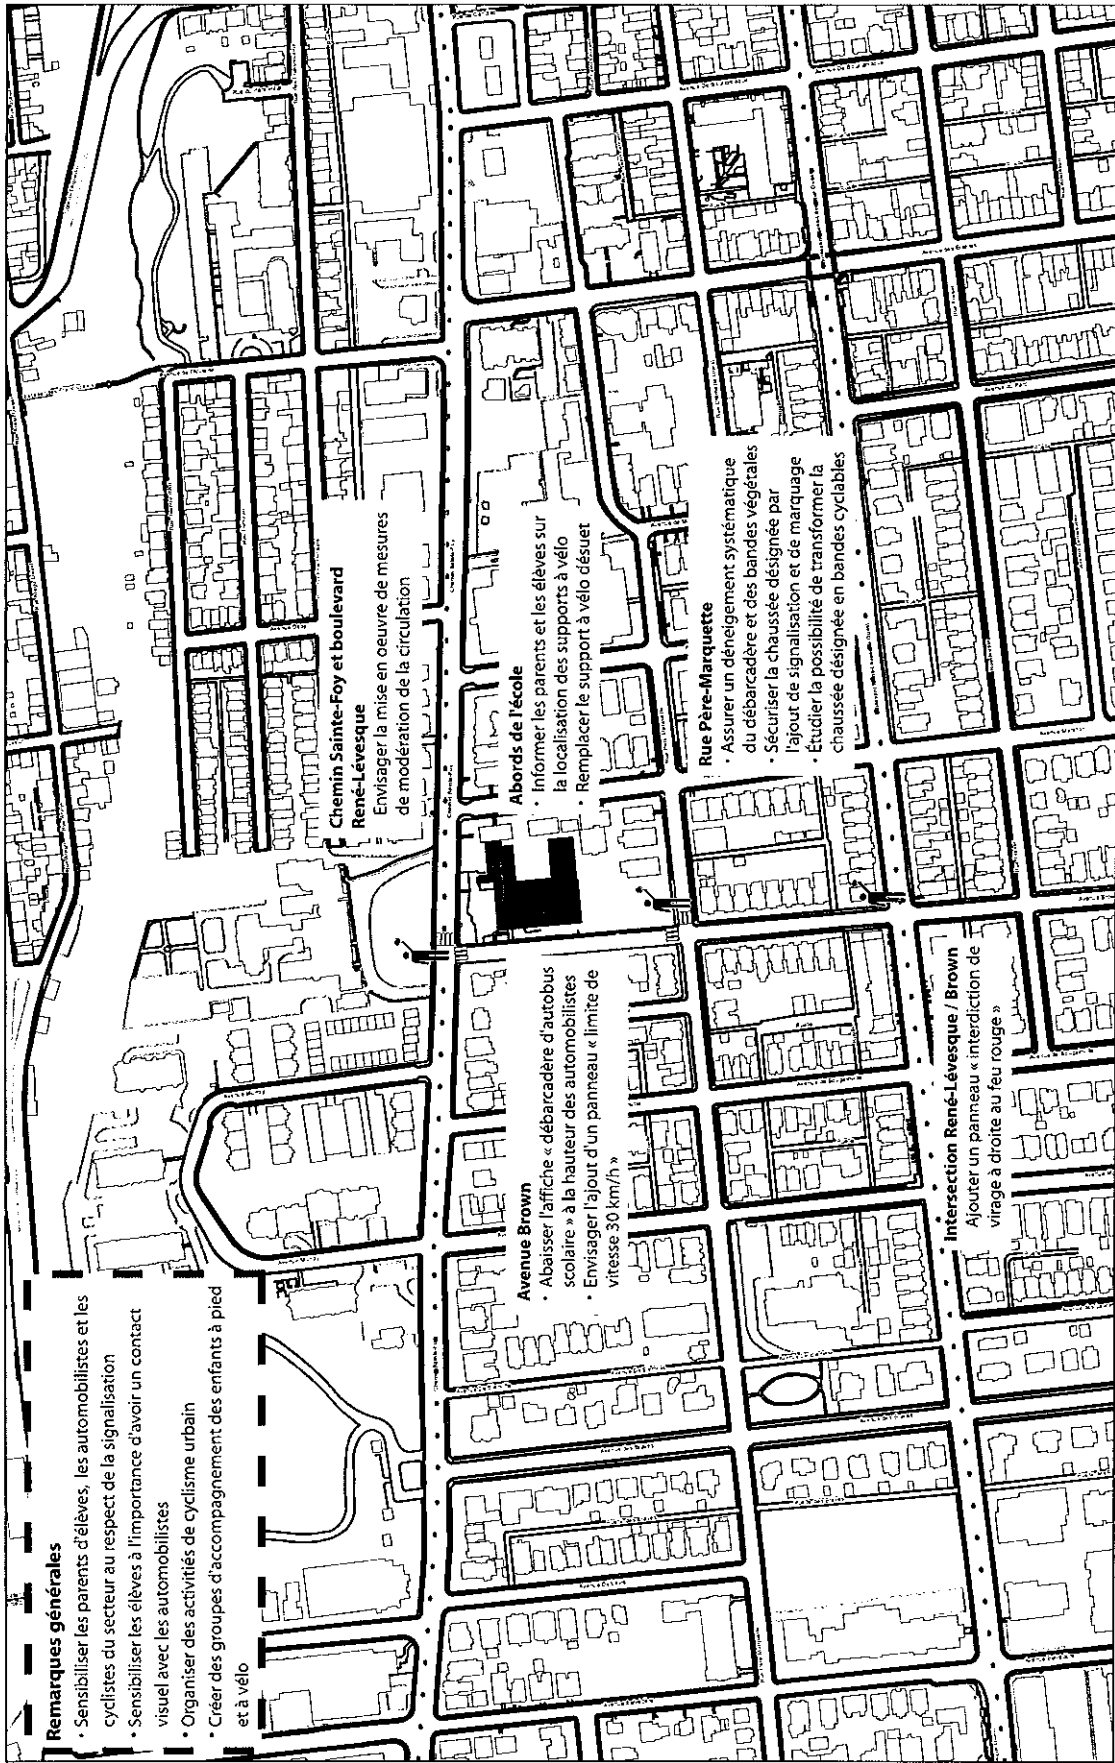 Remarques générales
· Sensibiliser les parents d'élèves, les automobilistes et les
cyclistes du secteur au respect de la signalisation
· Sensibiliser les elèves à l'importance d'avoir un contact
visuel avec les automobilistes
· Organiser des activitiés de cyclisme urbain
· Créer des groupes d'accompagnement des enfants à pied
et à vélo
Chemin Sainte-Foy et boulevard
René-Lévesque
Envisager la mise en oeuvre de mesures
de modération de la circulation
Abords de l'école
· Informer les parents et les élèves sur
la localisation des supports à vélo
· Remplacer le support à vélo désuet
Avenue Brown
· Abaisser l'affiche « débarcadère d'autobus
scolaire » à la hauteur des automobilistes
· Envisager l'ajout d'un panneau « limite de
vitesse 30 km/h »
Rue Père-Marquette
· Assurer un déneigement systématique
du débarcadère et des bandes végétales
· Sécuriser la chaussée désignée par
l'ajout de signalisation et de marquage
· Étudier la possibilité de transformer la
chaussée désignée en bandes cyclables
Intersection René-Lévesque / Brown
Ajouter un panneau « interdiction de
virage à droite au feu rouge »